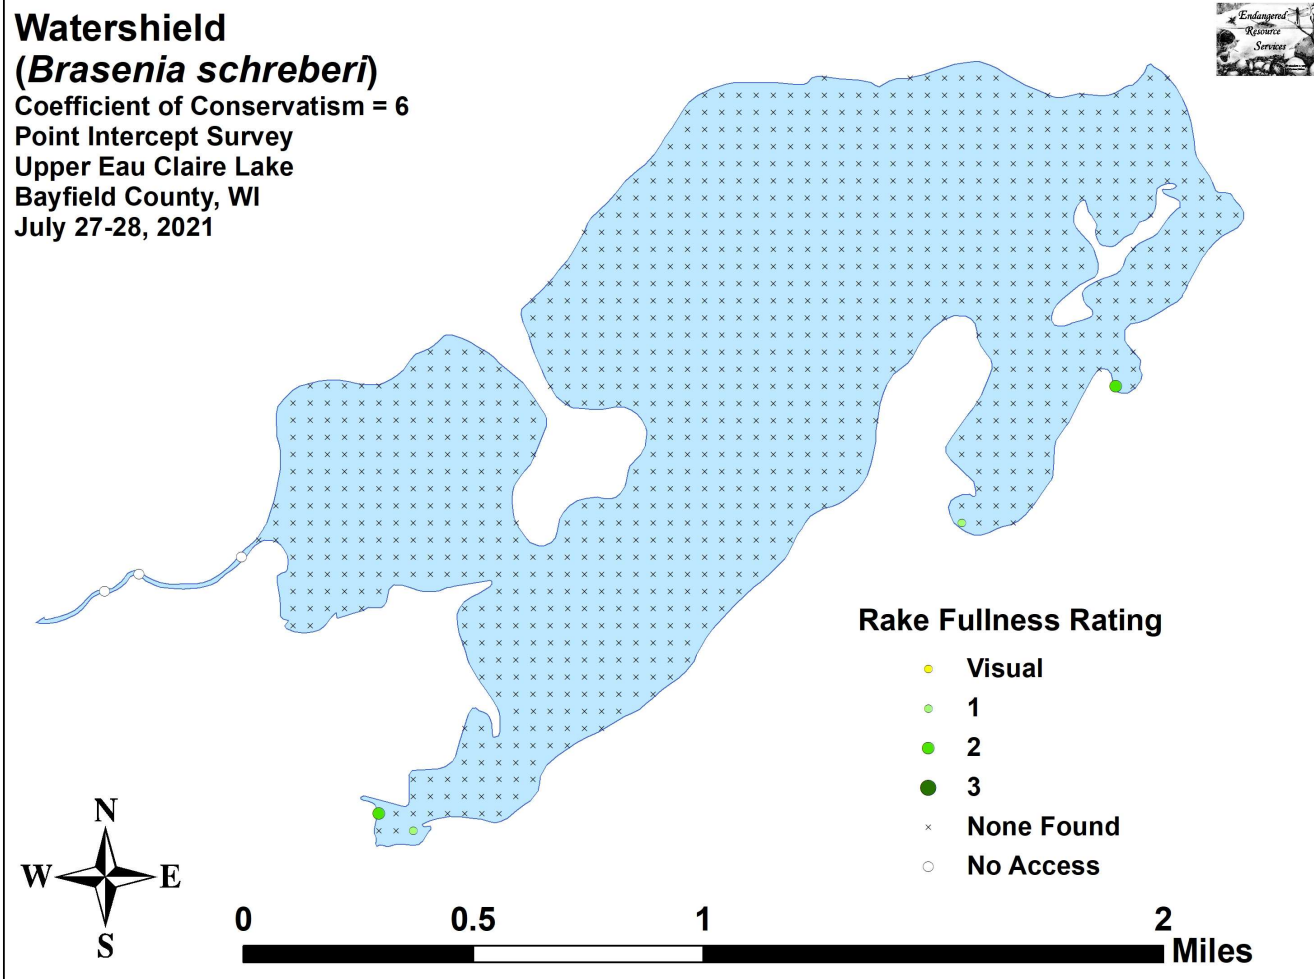 Watershield
(Brasenia schreberi)
Coefficient of Conservatism = 6
Point Intercept Survey
Upper Eau Claire Lake
Bayfield County, WI
July 27-28, 2021
Endangered
Resource
Services
Rake Fullness Rating
Visual
1
2
3
None Found
No Access
N
W E
S
0 0.5 1 2
Miles